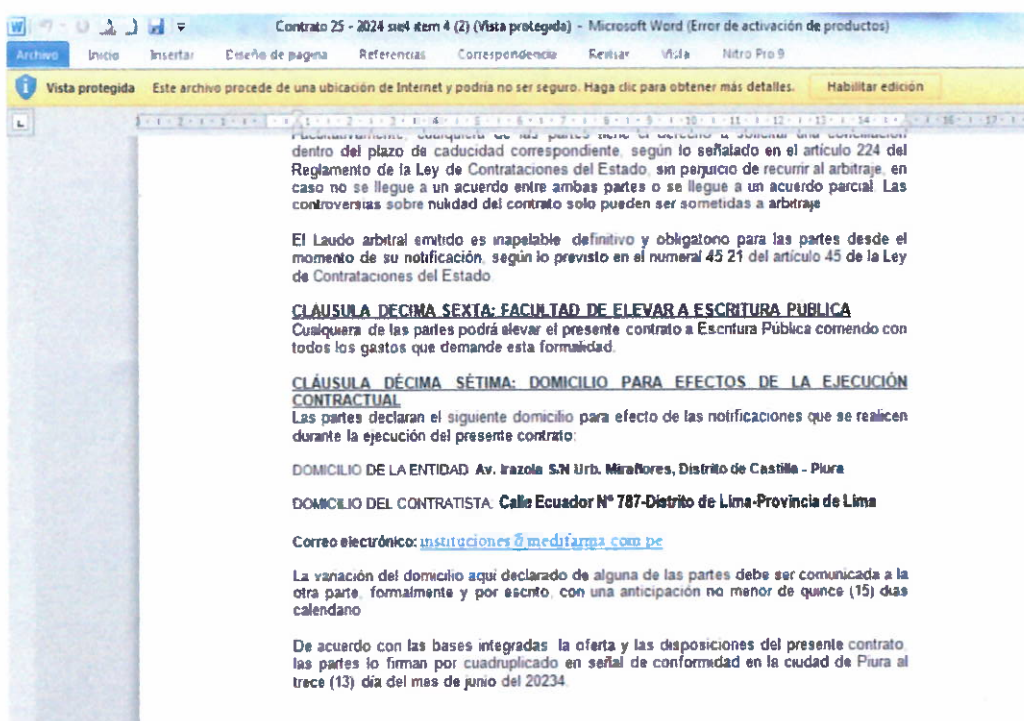 Contrato 25 - 2024 sie4 item 4 (2) (Vista protegida) - Microsoft Word (Error de activación de productos)
Archivo Inicio Insertar Diseño de pagina Referencias Correspondencia Revisar Vista Nitro Pro 9
Vista protegida Este archivo procede de una ubicación de Internet y podría no ser seguro. Haga clic para obtener más detalles. Habilitar edición
Facultativamente, cualquiera de las partes tiene el derecho a solicitar una conciliación
dentro del plazo de caducidad correspondiente, según lo señalado en el artículo 224 del
Reglamento de la Ley de Contrataciones del Estado, sin perjuicio de recurrir al arbitraje, en
caso no se llegue a un acuerdo entre ambas partes o se llegue a un acuerdo parcial. Las
controversias sobre nulidad del contrato solo pueden ser sometidas a arbitraje
El Laudo arbitral emitido es inapelable definitivo y obligatorio para las partes desde el
momento de su notificación, según lo previsto en el numeral 45 21 del artículo 45 de la Ley
de Contrataciones del Estado
CLAUSULA DECIMA SEXTA: FACULTAD DE ELEVAR A ESCRITURA PUBLICA
Cualquiera de las partes podrá elevar el presente contrato a Escritura Pública corriendo con
todos los gastos que demande esta formalidad.
CLÁUSULA DÉCIMA SÉTIMA: DOMICILIO PARA EFECTOS DE LA EJECUCIÓN
CONTRACTUAL
Las partes declaran el siguiente domicilio para efecto de las notificaciones que se realicen
durante la ejecución del presente contrato:
DOMICILIO DE LA ENTIDAD Av. Irazola S.N Urb. Miraflores, Distrito de Castilla - Piura
DOMICILIO DEL CONTRATISTA: Calle Ecuador N° 787-Distrito de Lima-Provincia de Lima
Correo electrónico: instituciones@medifarma.com.pe
La variación del domicilio aquí declarado de alguna de las partes debe ser comunicada a la
otra parte, formalmente y por escrito, con una anticipación no menor de quince (15) dias
calendario
De acuerdo con las bases integradas la oferta y las disposiciones del presente contrato,
las partes lo firman por cuadruplicado en señal de conformidad en la ciudad de Piura al
trece (13) día del mes de junio del 20234.